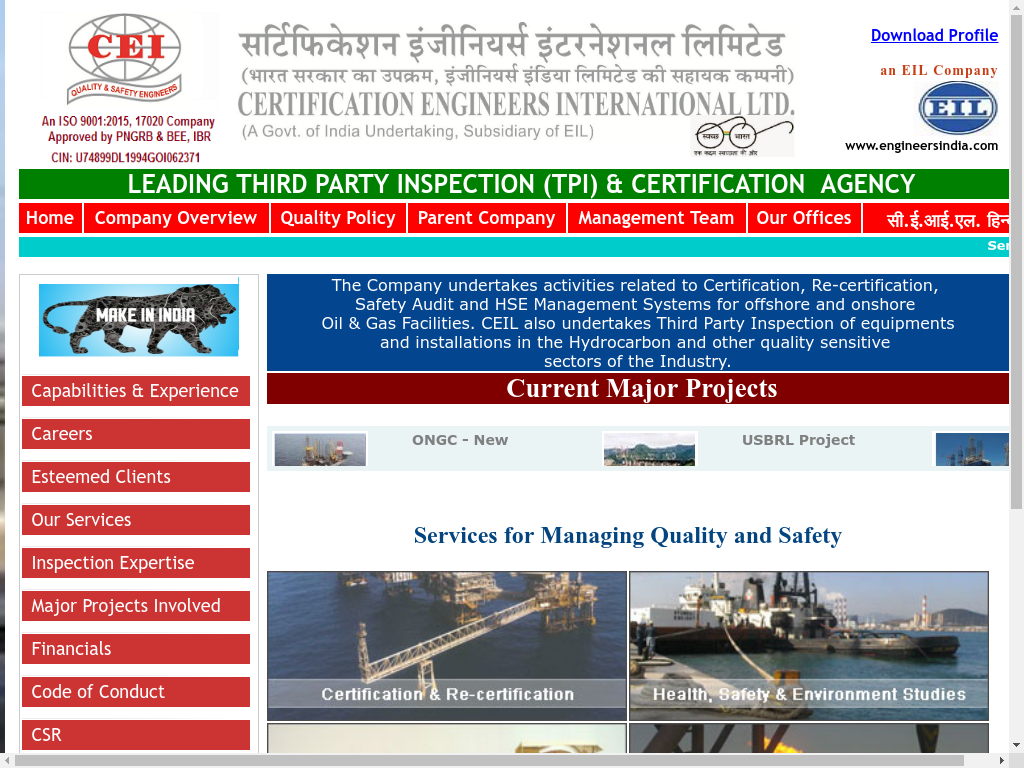 CEI
QUALITY & SAFETY ENGINEERS
An ISO 9001:2015, 17020 Company
Approved by PNGRB & BEE, IBR
CIN: U74899DL1994GOI062371
सर्टिफिकेशन इंजीनियर्स इंटरनेशनल लिमिटेड
(भारत सरकार का उपक्रम, इंजीनियर्स इंडिया लिमिटेड की सहायक कम्पनी)
CERTIFICATION ENGINEERS INTERNATIONAL LTD.
(A Govt. of India Undertaking, Subsidiary of EIL)
स्वच्छ भारत
एक कदम स्वच्छता की ओर
Download Profile
an EIL Company
EIL
www.engineersindia.com
LEADING THIRD PARTY INSPECTION (TPI) & CERTIFICATION AGENCY
Home Company Overview Quality Policy Parent Company Management Team Our Offices सी.ई.आई.एल.
MAKE IN INDIA
Capabilities & Experience
Careers
Esteemed Clients
Our Services
Inspection Expertise
Major Projects Involved
Financials
Code of Conduct
CSR
The Company undertakes activities related to Certification, Re-certification,
Safety Audit and HSE Management Systems for offshore and onshore
Oil & Gas Facilities. CEIL also undertakes Third Party Inspection of equipments
and installations in the Hydrocarbon and other quality sensitive
sectors of the Industry.
Current Major Projects
ONGC - New USBRL Project
Services for Managing Quality and Safety
Certification & Re-certification
Health, Safety & Environment Studies